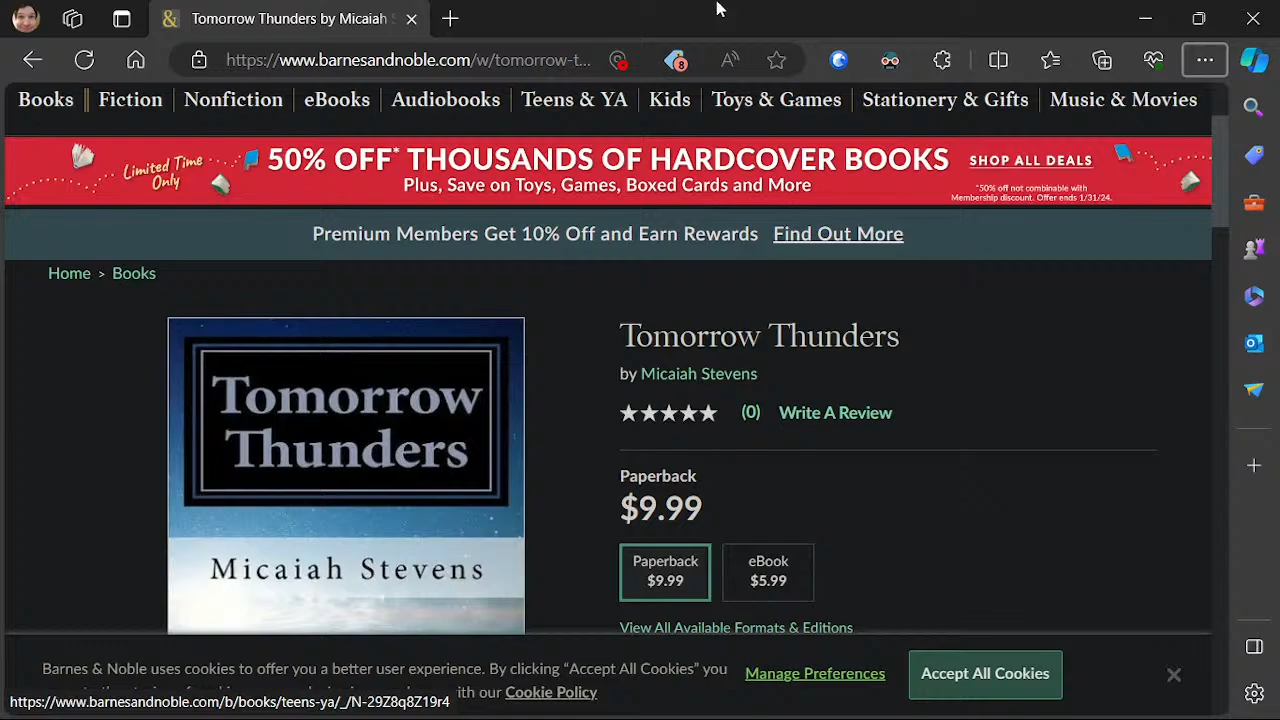 Tomorrow Thunders by Micaiah S
https://www.barnesandnoble.com/w/tomorrow-t...
8
Books
Fiction
Nonfiction
eBooks
Audiobooks
Teens & YA
Kids
Toys & Games
Stationery & Gifts
Music & Movies
Limited Time
Only
50% OFF* THOUSANDS OF HARDCOVER BOOKS
Plus, Save on Toys, Games, Boxed Cards and More
SHOP ALL DEALS
*50% off not combinable with
Membership discount. Offer ends 1/31/24.
Premium Members Get 10% Off and Earn Rewards Find Out More
Home > Books
Tomorrow
Thunders
Micaiah Stevens
Tomorrow Thunders
by Micaiah Stevens
(0) Write A Review
Paperback
$9.99
Paperback
$9.99
eBook
$5.99
View All Available Formats & Editions
Barnes & Noble uses cookies to offer you a better user experience. By clicking “Accept All Cookies” you
with our Cookie Policy
Manage Preferences
Accept All Cookies
https://www.barnesandnoble.com/b/books/teens-ya/_/N-29Z8q8Z19r4